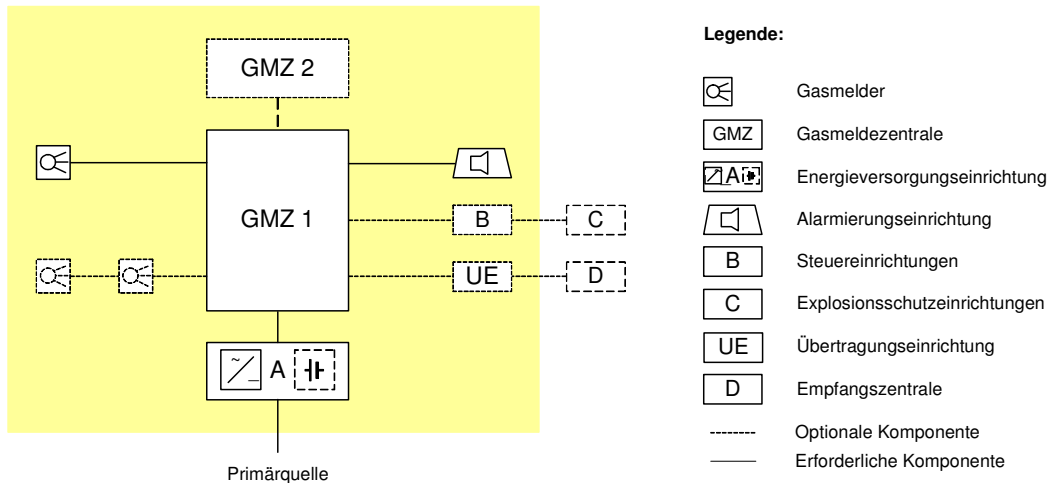 GMZ 2
GMZ 1
B
C
UE
D
~
_
A
Primärquelle
Legende:
Gasmelder
GMZ Gasmeldezentrale
A Energieversorgungseinrichtung
Alarmierungseinrichtung
B Steuereinrichtungen
C Explosionsschutzeinrichtungen
UE Übertragungseinrichtung
D Empfangszentrale
Optionale Komponente
Erforderliche Komponente